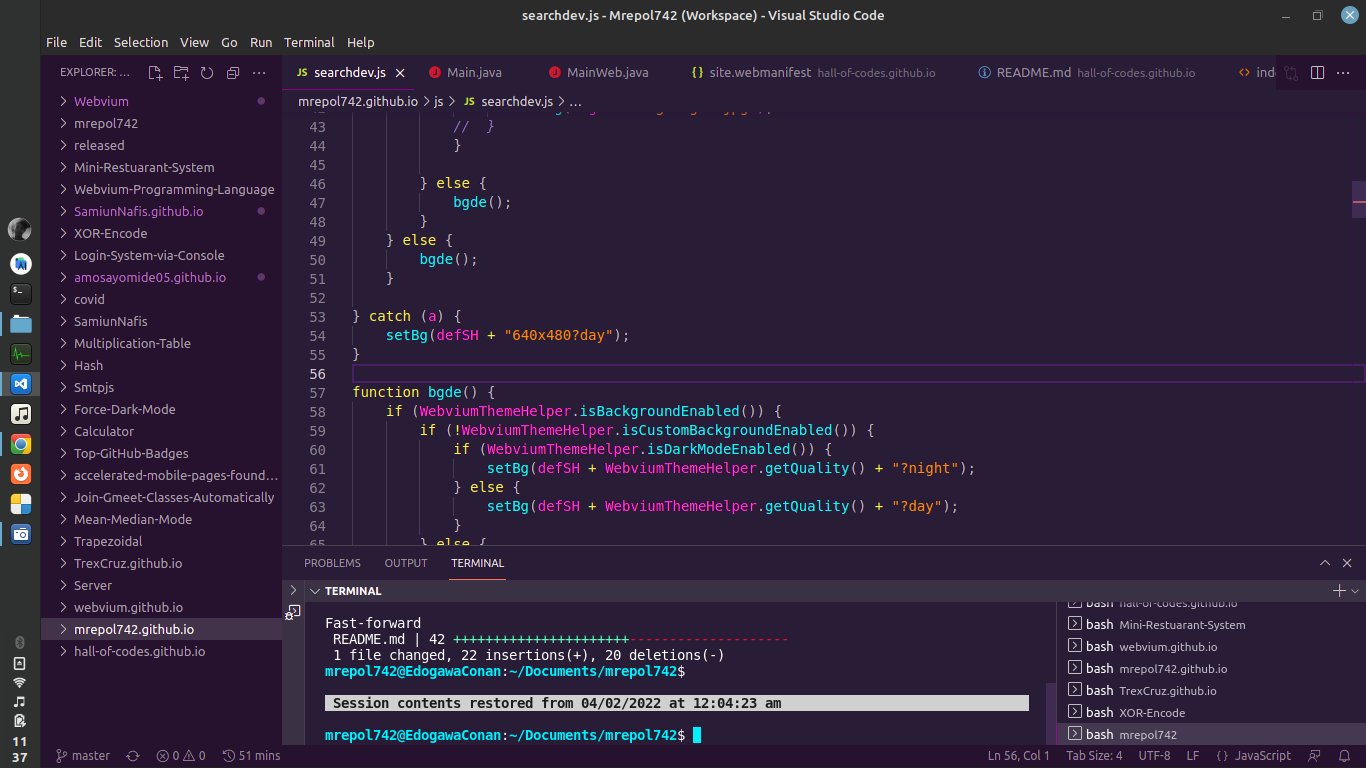 searchdev.js - Mrepol742 (Workspace) - Visual Studio Code
File Edit Selection View Go Run Terminal Help
EXPLORER: ...
Webvium
mrepol742
released
Mini-Restuarant-System
Webvium-Programming-Language
SamiunNafis.github.io
XOR-Encode
Login-System-via-Console
amosayomide05.github.io
covid
SamiunNafis
Multiplication-Table
Hash
Smtpjs
Force-Dark-Mode
Calculator
Top-GitHub-Badges
accelerated-mobile-pages-found...
Join-Gmeet-Classes-Automatically
Mean-Median-Mode
Trapezoidal
TrexCruz.github.io
Server
webvium.github.io
mrepol742.github.io
hall-of-codes.github.io
JS searchdev.js Main.java MainWeb.java {} site.webmanifest hall-of-codes.github.io README.md hall-of-codes.github.io <> ind
mrepol742.github.io > js > JS searchdev.js > ...
43 // }
44 }
45
46 } else {
47 bgde();
48 }
49 } else {
50 bgde();
51 }
52
53 } catch (a) {
54 setBg(defSH + "640x480?day");
55 }
56
57 function bgde() {
58 if (WebviumThemeHelper.isBackgroundEnabled()) {
59 if (!WebviumThemeHelper.isCustomBackgroundEnabled()) {
60 if (WebviumThemeHelper.isDarkModeEnabled()) {
61 setBg(defSH + WebviumThemeHelper.getQuality() + "?night");
62 } else {
63 setBg(defSH + WebviumThemeHelper.getQuality() + "?day");
64 }
65 } else {
PROBLEMS OUTPUT TERMINAL
TERMINAL
Fast-forward
README.md | 42 ++++++++++++++++++++++--------------------
1 file changed, 22 insertions(+), 20 deletions(-)
mrepol742@EdogawaConan:~/Documents/mrepol742$
Session contents restored from 04/02/2022 at 12:04:23 am
mrepol742@EdogawaConan:~/Documents/mrepol742$
bash hall-of-codes.github.io
bash Mini-Restuarant-System
bash webvium.github.io
bash mrepol742.github.io
bash TrexCruz.github.io
bash XOR-Encode
bash mrepol742
11
37
master 0 0 51 mins Ln 56, Col 1 Tab Size: 4 UTF-8 LF {} JavaScript